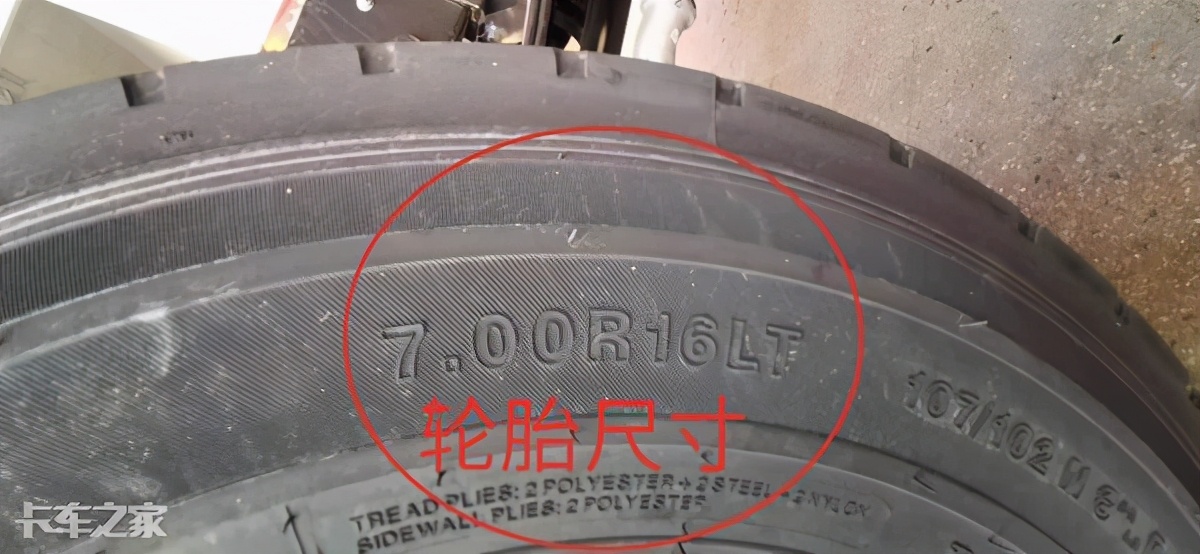 7.00R16LT
107/102
轮胎尺寸
TREAD PLIES: 2 POLYESTER + 2 STEEL + 2
SIDEWALL PLIES: 2 POLYESTER
卡车之家